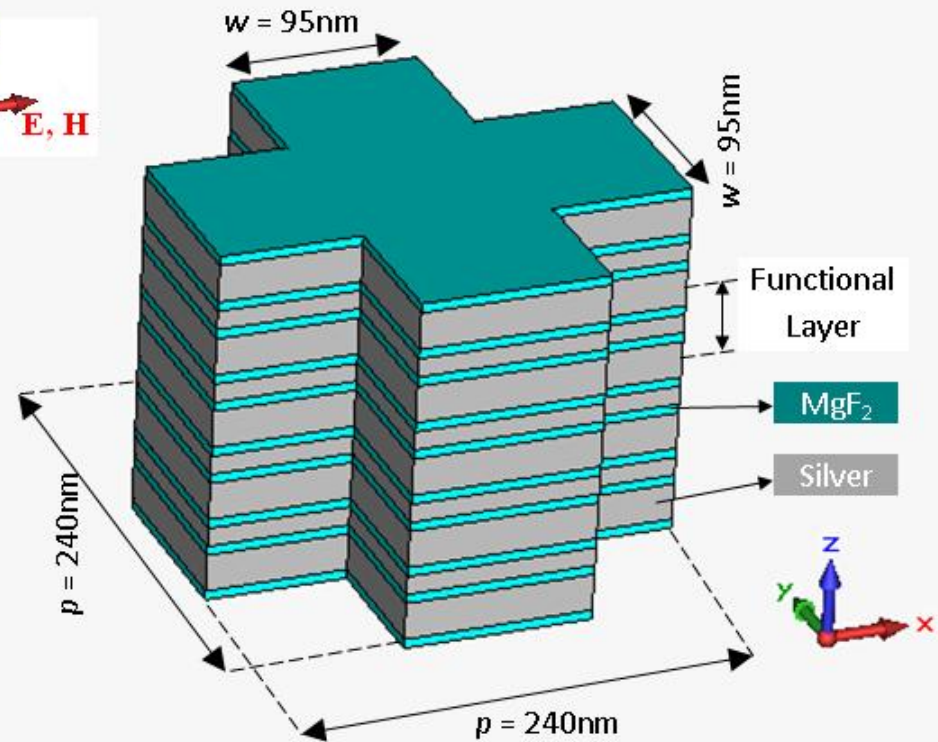 w = 95nm
E, H
w = 95nm
Functional
Layer
MgF₂
Silver
p = 240nm
p = 240nm
z
y
x